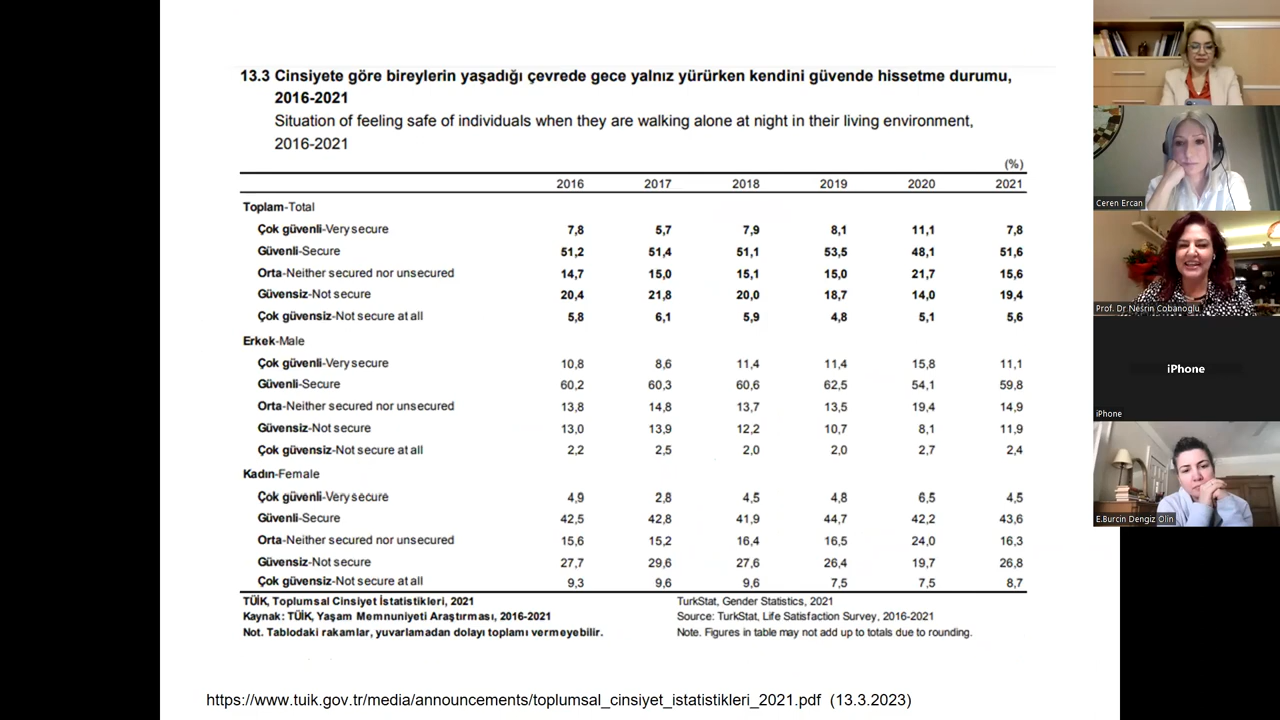 13.3 Cinsiyete göre bireylerin yaşadığı çevrede gece yalnız yürürken kendini güvende hissetme durumu,
2016-2021
Situation of feeling safe of individuals when they are walking alone at night in their living environment,
2016-2021
(%)
2016 2017 2018 2019 2020 2021
Toplam-Total
Çok güvenli-Very secure 7,8 5,7 7,9 8,1 11,1 7,8
Güvenli-Secure 51,2 51,4 51,1 53,5 48,1 51,6
Orta-Neither secured nor unsecured 14,7 15,0 15,1 15,0 21,7 15,6
Güvensiz-Not secure 20,4 21,8 20,0 18,7 14,0 19,4
Çok güvensiz-Not secure at all 5,8 6,1 5,9 4,8 5,1 5,6
Erkek-Male
Çok güvenli-Very secure 10,8 8,6 11,4 11,4 15,8 11,1
Güvenli-Secure 60,2 60,3 60,6 62,5 54,1 59,8
Orta-Neither secured nor unsecured 13,8 14,8 13,7 13,5 19,4 14,9
Güvensiz-Not secure 13,0 13,9 12,2 10,7 8,1 11,9
Çok güvensiz-Not secure at all 2,2 2,5 2,0 2,0 2,7 2,4
Kadın-Female
Çok güvenli-Very secure 4,9 2,8 4,5 4,8 6,5 4,5
Güvenli-Secure 42,5 42,8 41,9 44,7 42,2 43,6
Orta-Neither secured nor unsecured 15,6 15,2 16,4 16,5 24,0 16,3
Güvensiz-Not secure 27,7 29,6 27,6 26,4 19,7 26,8
Çok güvensiz-Not secure at all 9,3 9,6 9,6 7,5 7,5 8,7
TÜİK, Toplumsal Cinsiyet İstatistikleri, 2021 TurkStat, Gender Statistics, 2021
Kaynak: TÜİK, Yaşam Memnuniyeti Araştırması, 2016-2021 Source: TurkStat, Life Satisfaction Survey, 2016-2021
Not. Tablodaki rakamlar, yuvarlamadan dolayı toplamı vermeyebilir. Note. Figures in table may not add up to totals due to rounding.
https://www.tuik.gov.tr/media/announcements/toplumsal_cinsiyet_istatistikleri_2021.pdf (13.3.2023)
Ceren Ercan
Prof. Dr Nesrin Cobanoglu
iPhone
iPhone
E.Burcin Dengiz Olin